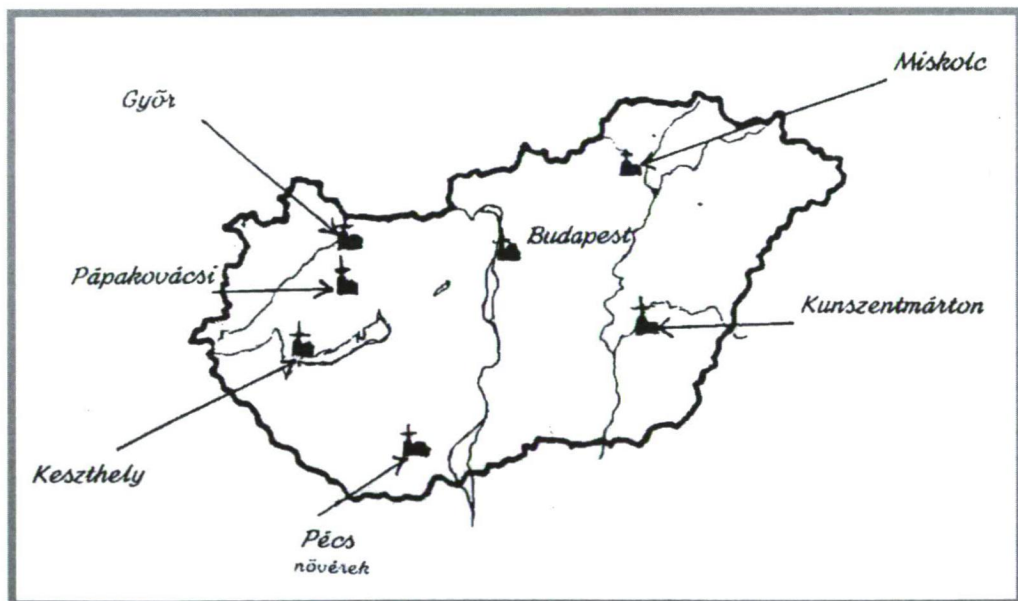 Miskolc
Győr
Budapest
Pápakovácsi
Kunszentmárton
Keszthely
Pécs
nővérek